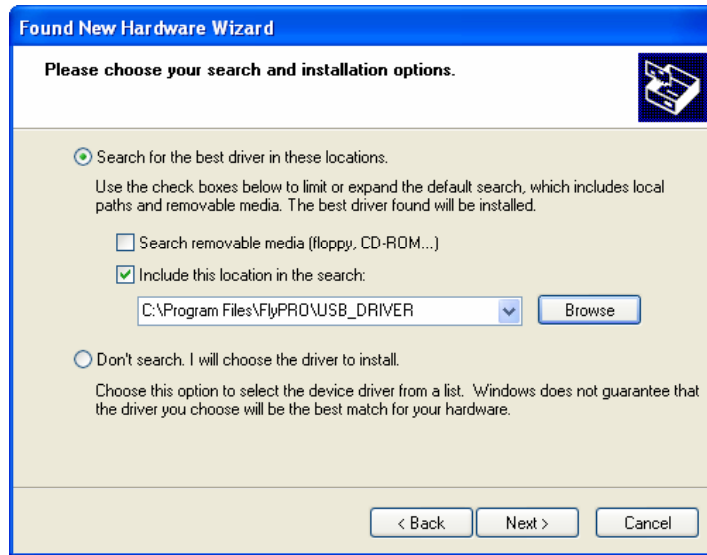 Found New Hardware Wizard
Please choose your search and installation options.
Search for the best driver in these locations.
Use the check boxes below to limit or expand the default search, which includes local
paths and removable media. The best driver found will be installed.
Search removable media (floppy, CD-ROM...)
Include this location in the search:
C:\Program Files\FlyPRO\USB_DRIVER
Browse
Don't search. I will choose the driver to install.
Choose this option to select the device driver from a list. Windows does not guarantee that
the driver you choose will be the best match for your hardware.
< Back Next > Cancel